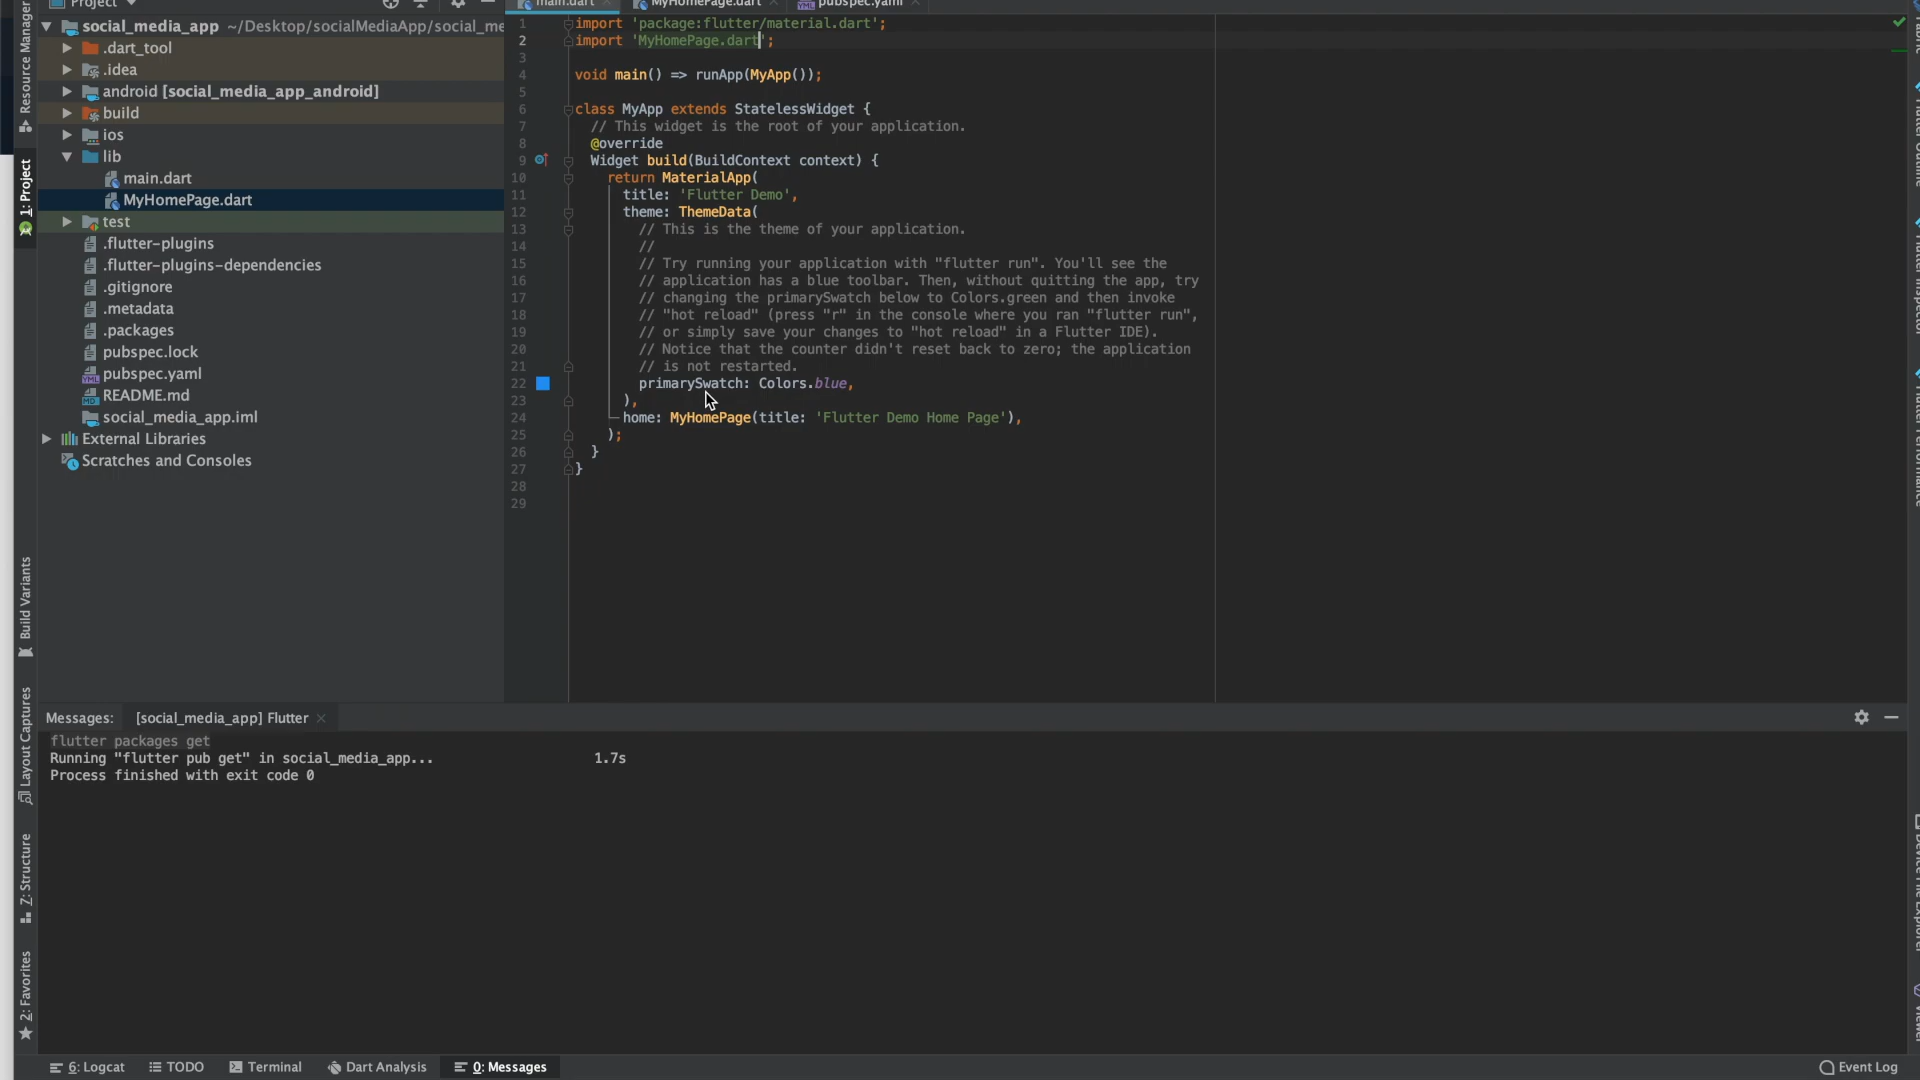 Project
main.dart
MyHomePage.dart
pubspec.yaml
Resource Manager
1: Project
Build Variants
Layout Captures
Z: Structure
2: Favorites
social_media_app ~/Desktop/socialMediaApp/social_me
.dart_tool
.idea
android [social_media_app_android]
build
ios
lib
main.dart
MyHomePage.dart
test
.flutter-plugins
.flutter-plugins-dependencies
.gitignore
.metadata
.packages
pubspec.lock
pubspec.yaml
README.md
social_media_app.iml
External Libraries
Scratches and Consoles
1 import 'package:flutter/material.dart';
2 import 'MyHomePage.dart';
3
4 void main() => runApp(MyApp());
5
6 class MyApp extends StatelessWidget {
7 // This widget is the root of your application.
8 @override
9 Widget build(BuildContext context) {
10 return MaterialApp(
11 title: 'Flutter Demo',
12 theme: ThemeData(
13 // This is the theme of your application.
14 //
15 // Try running your application with "flutter run". You'll see the
16 // application has a blue toolbar. Then, without quitting the app, try
17 // changing the primarySwatch below to Colors.green and then invoke
18 // "hot reload" (press "r" in the console where you ran "flutter run",
19 // or simply save your changes to "hot reload" in a Flutter IDE).
20 // Notice that the counter didn't reset back to zero; the application
21 // is not restarted.
22 primarySwatch: Colors.blue,
23 ),
24 home: MyHomePage(title: 'Flutter Demo Home Page'),
25 );
26 }
27 }
28
29
Flutter Outline
Flutter Inspector
Flutter Performance
Device File Explorer
Messages: [social_media_app] Flutter
flutter packages get
Running "flutter pub get" in social_media_app... 1.7s
Process finished with exit code 0
6: Logcat TODO Terminal Dart Analysis 0: Messages Event Log